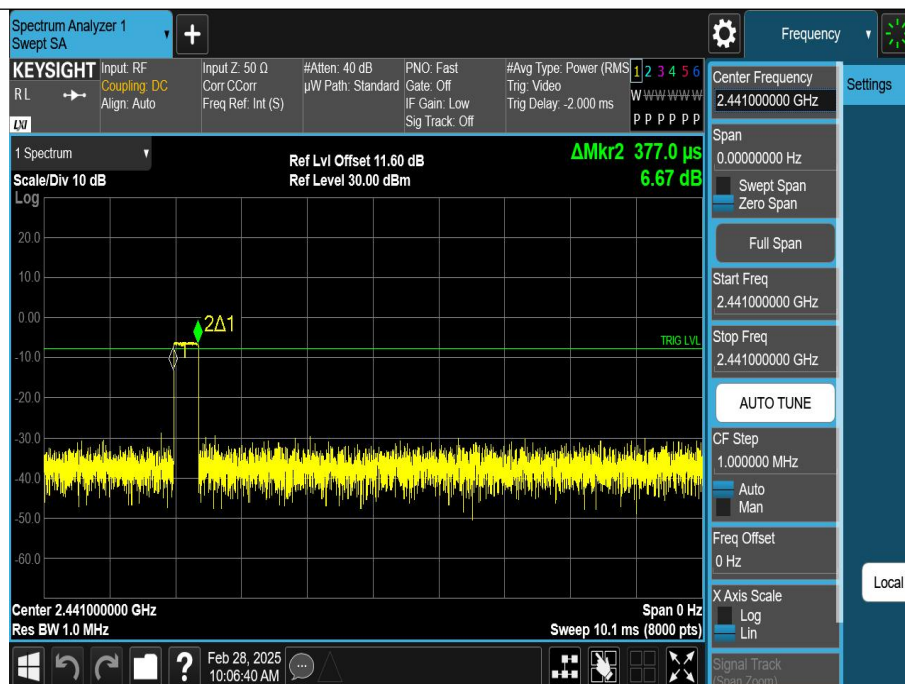 Spectrum Analyzer 1
Swept SA
Frequency
KEYSIGHT
RL
LXI
Input: RF
Coupling: DC
Align: Auto
Input Z: 50 Ω
Corr CCorr
Freq Ref: Int (S)
#Atten: 40 dB
µW Path: Standard
PNO: Fast
Gate: Off
IF Gain: Low
Sig Track: Off
#Avg Type: Power (RMS
Trig: Video
Trig Delay: -2.000 ms
1 2 3 4 5 6
W W W W W W
P P P P P P
1 Spectrum
Scale/Div 10 dB
Ref Lvl Offset 11.60 dB
Ref Level 30.00 dBm
ΔMkr2 377.0 µs
6.67 dB
Log
20.0
10.0
0.00
-10.0
-20.0
-30.0
-40.0
-50.0
-60.0
2Δ1
TRIG LVL
Center 2.441000000 GHz
Res BW 1.0 MHz
Span 0 Hz
Sweep 10.1 ms (8000 pts)
Feb 28, 2025
10:06:40 AM
Center Frequency
2.441000000 GHz
Span
0.00000000 Hz
Swept Span
Zero Span
Full Span
Start Freq
2.441000000 GHz
Stop Freq
2.441000000 GHz
AUTO TUNE
CF Step
1.000000 MHz
Auto
Man
Freq Offset
0 Hz
X Axis Scale
Log
Lin
Signal Track
(Span Zoom)
Settings
Local